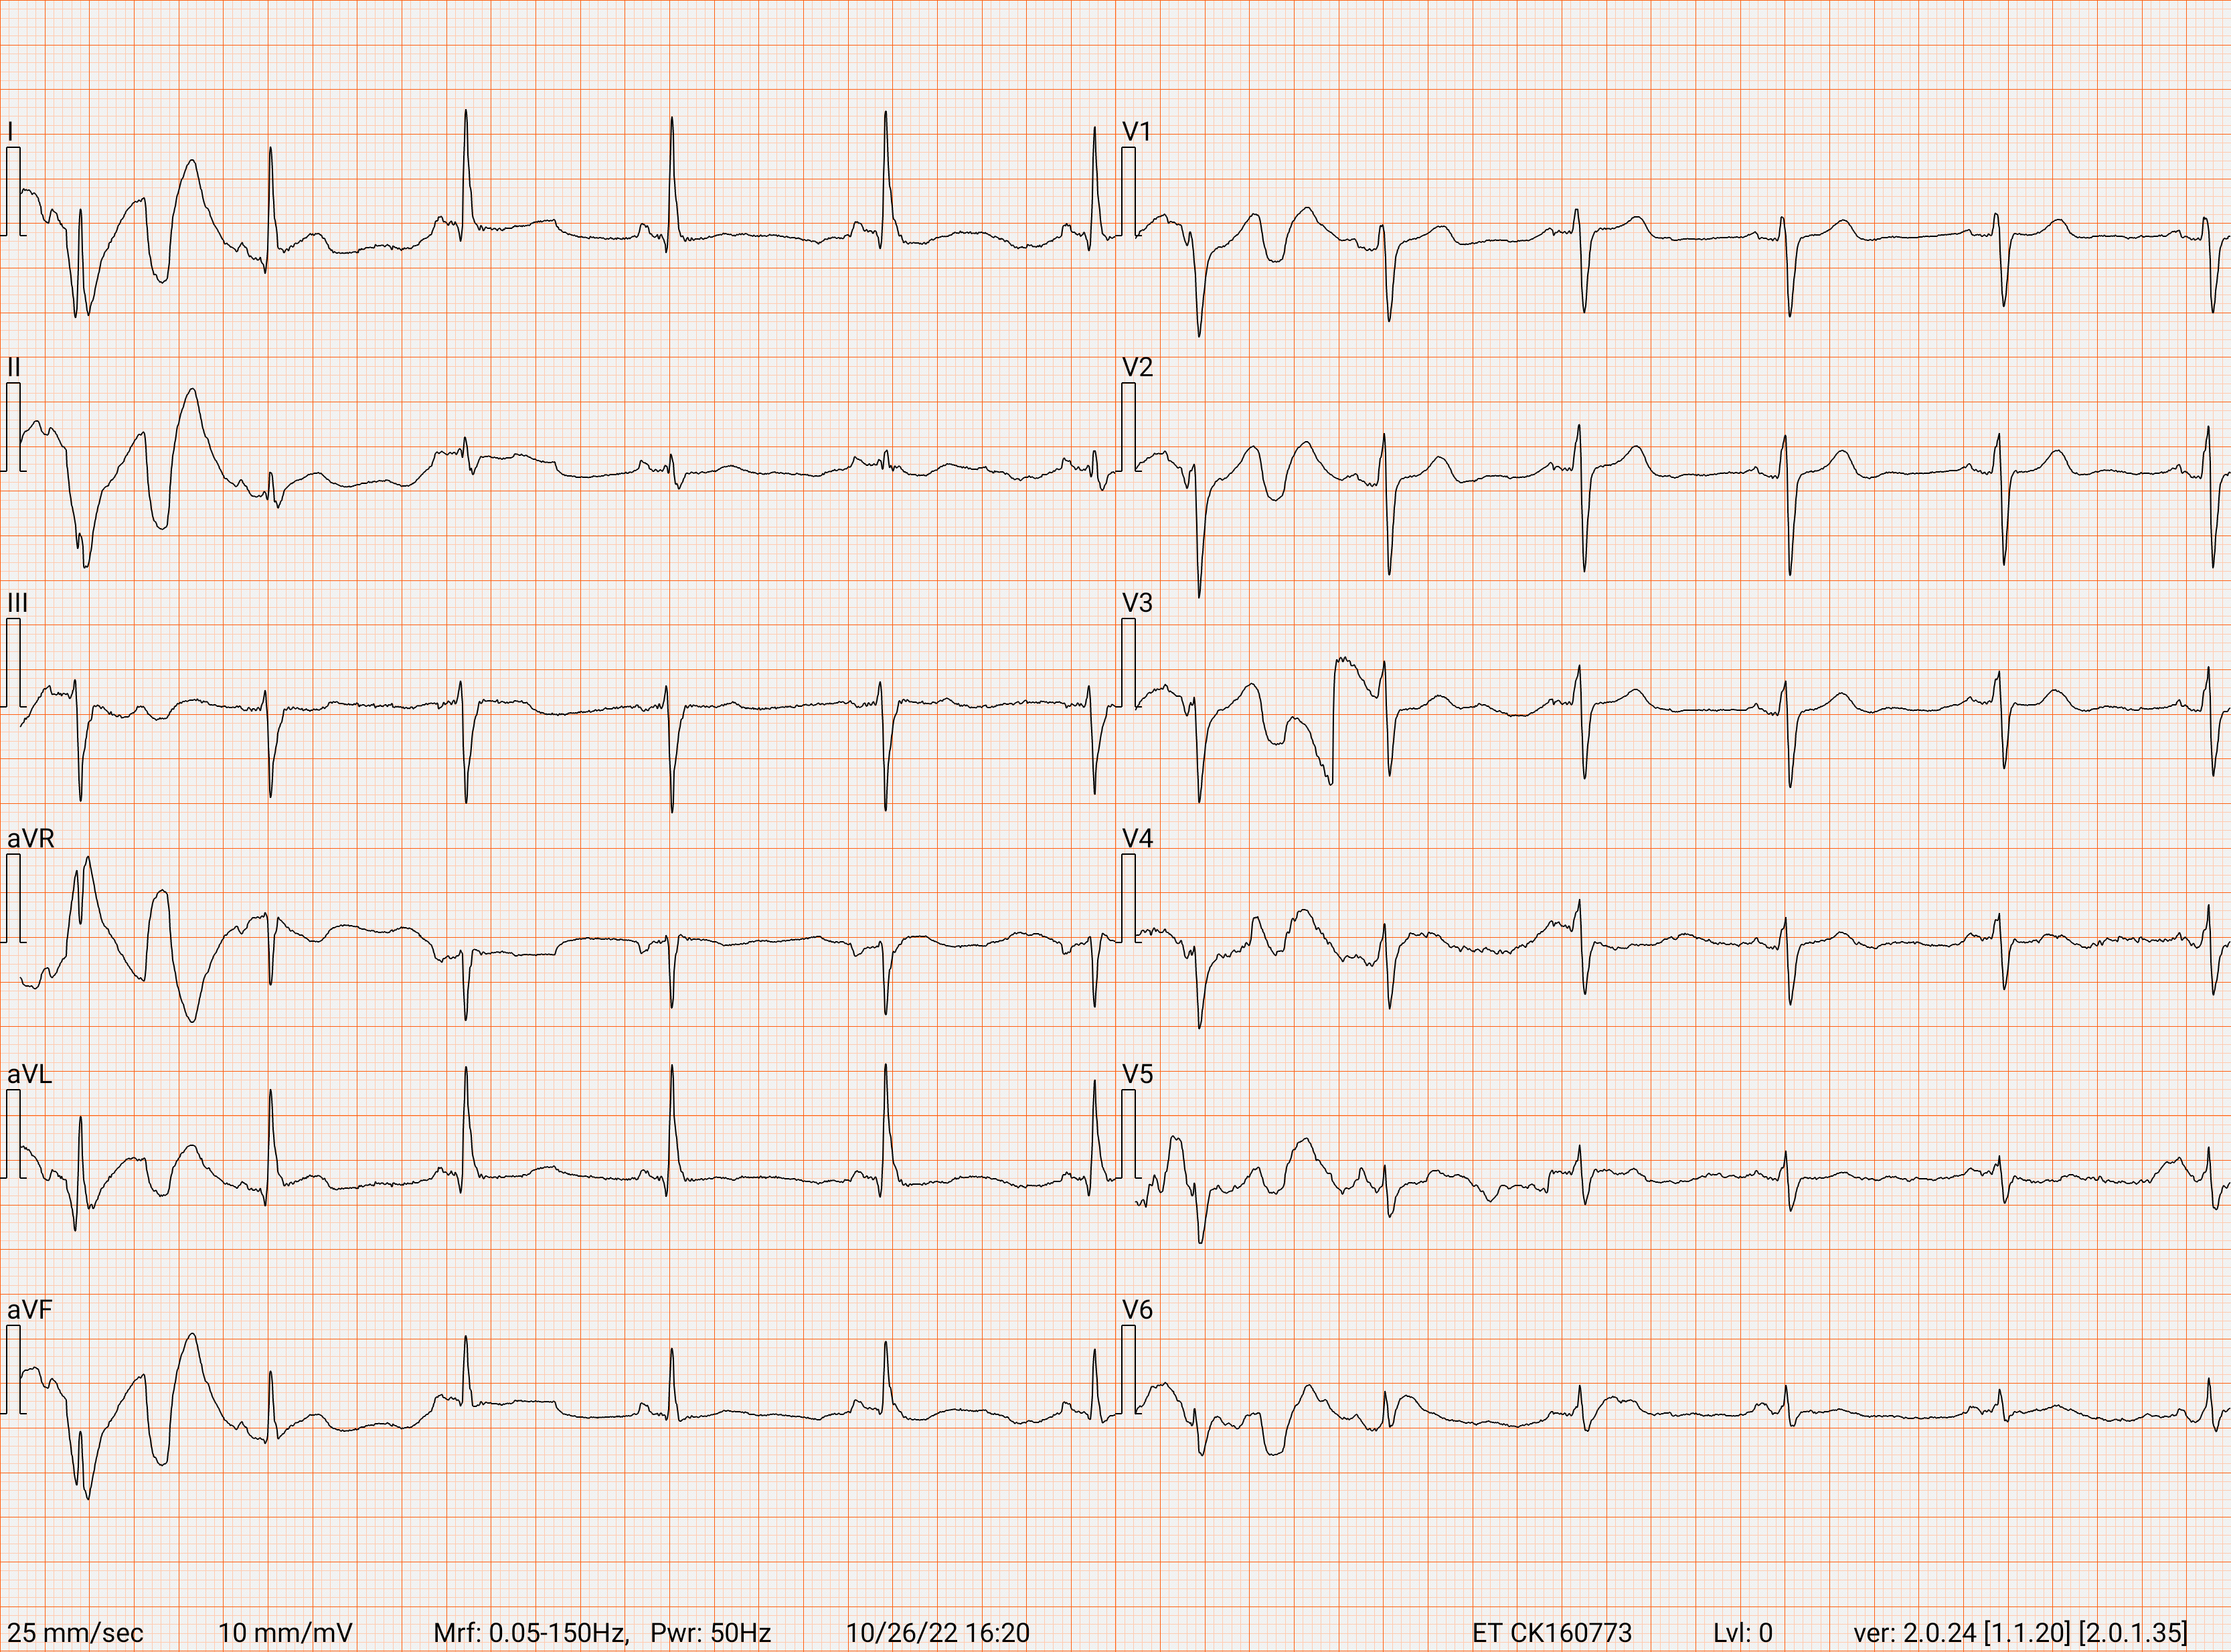 I
V1
II
V2
III
V3
aVR
V4
aVL
V5
aVF
V6
25 mm/sec 10 mm/mV Mrf: 0.05-150Hz, Pwr: 50Hz 10/26/22 16:20 ET CK160773 Lvl: 0 ver: 2.0.24 [1.1.20] [2.0.1.35]